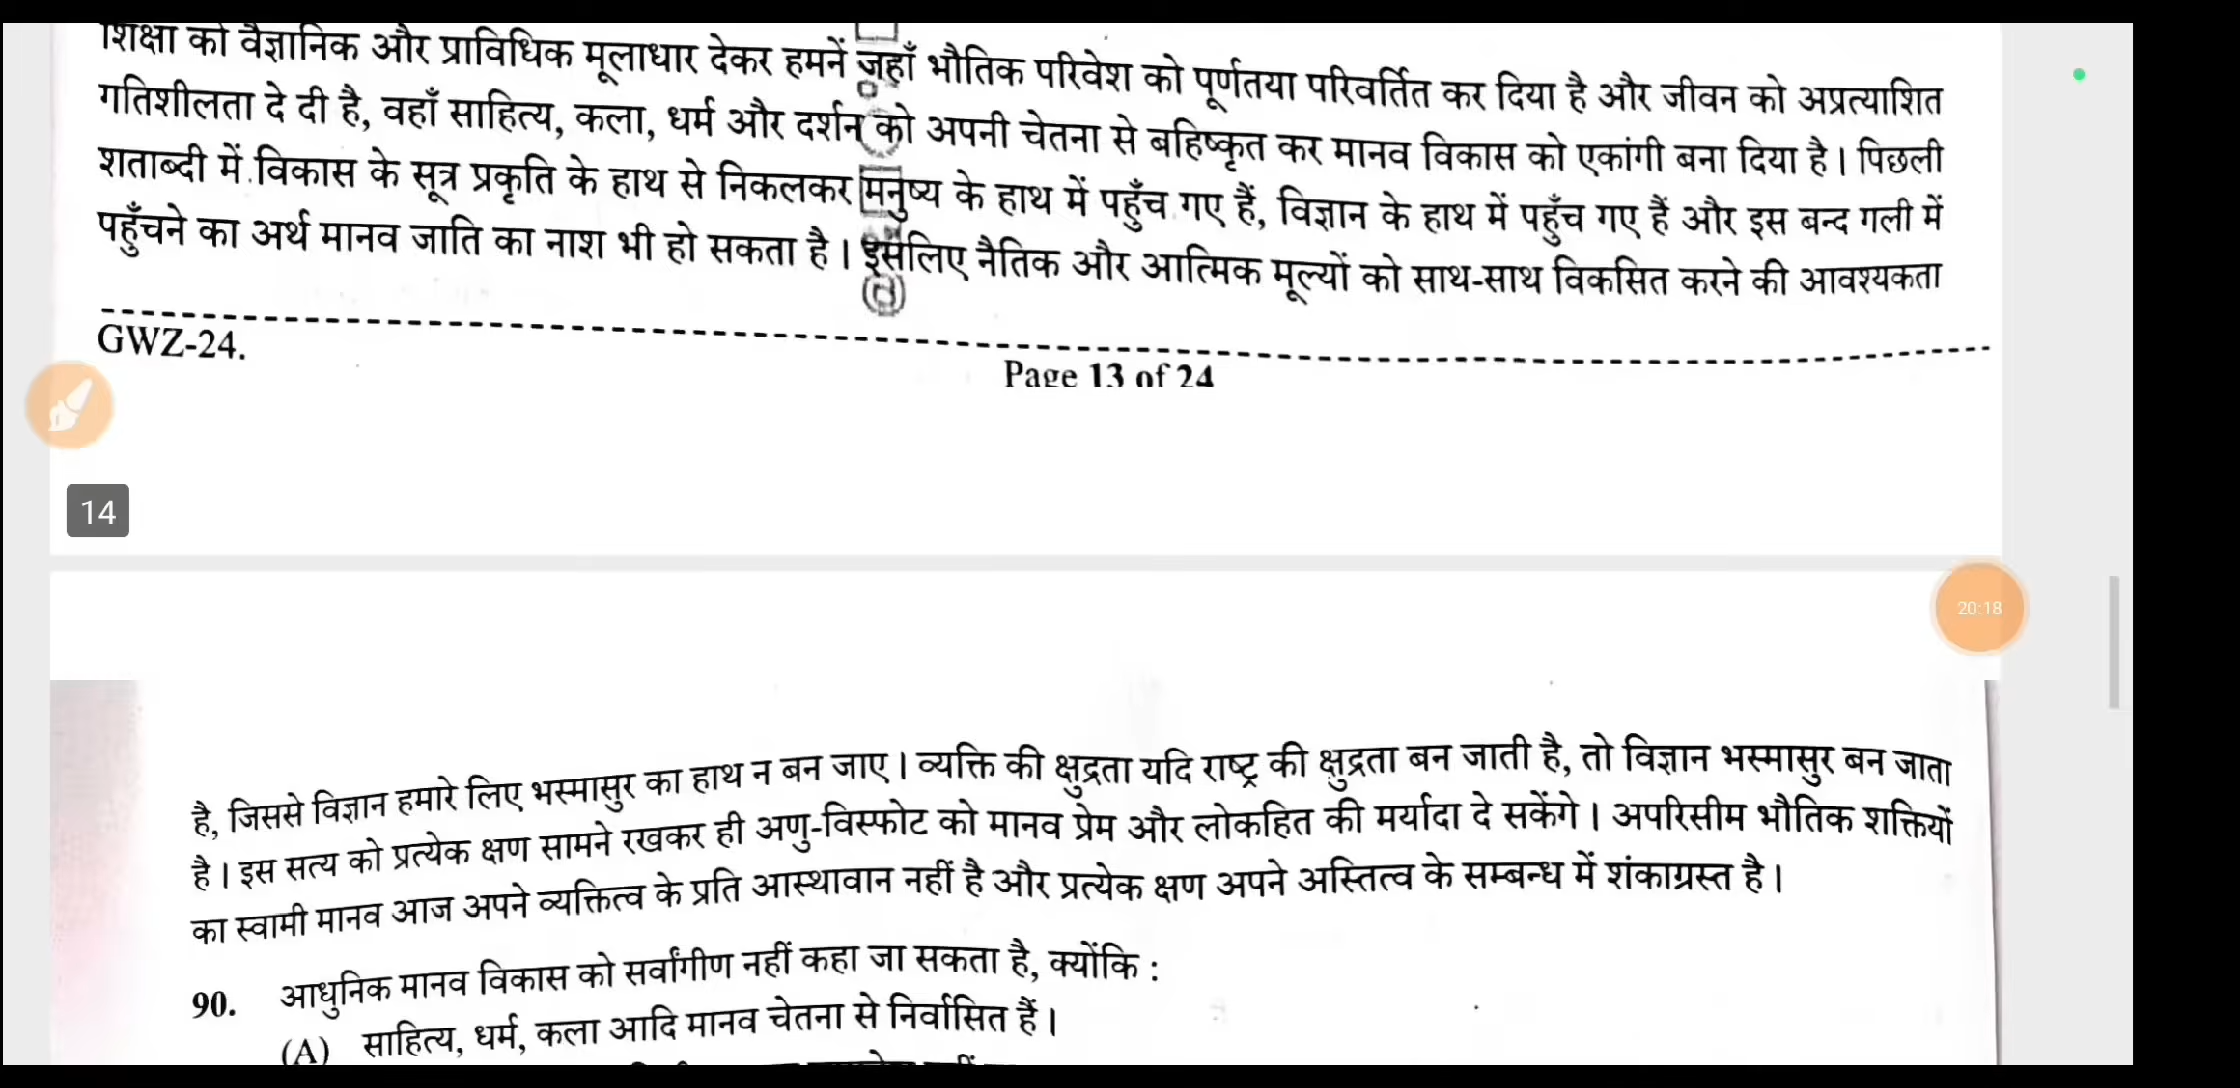 शिक्षा को वैज्ञानिक और प्राविधिक मूलाधार देकर हमनें जहाँ भौतिक परिवेश को पूर्णतया परिवर्तित कर दिया है और जीवन को अप्रत्याशित
गतिशीलता दे दी है, वहाँ साहित्य, कला, धर्म और दर्शन को अपनी चेतना से बहिष्कृत कर मानव विकास को एकांगी बना दिया है। पिछली
शताब्दी में विकास के सूत्र प्रकृति के हाथ से निकलकर मनुष्य के हाथ में पहुँच गए हैं, विज्ञान के हाथ में पहुँच गए हैं और इस बन्द गली में
पहुँचने का अर्थ मानव जाति का नाश भी हो सकता है। इसलिए नैतिक और आत्मिक मूल्यों को साथ-साथ विकसित करने की आवश्यकता
GWZ-24.
Page 13 of 24
14
20:18
है, जिससे विज्ञान हमारे लिए भस्मासुर का हाथ न बन जाए। व्यक्ति की क्षुद्रता यदि राष्ट्र की क्षुद्रता बन जाती है, तो विज्ञान भस्मासुर बन जाता
है। इस सत्य को प्रत्येक क्षण सामने रखकर ही अणु-विस्फोट को मानव प्रेम और लोकहित की मर्यादा दे सकेंगे। अपरिसीम भौतिक शक्तियों
का स्वामी मानव आज अपने व्यक्तित्व के प्रति आस्थावान नहीं है और प्रत्येक क्षण अपने अस्तित्व के सम्बन्ध में शंकाग्रस्त है।
90. आधुनिक मानव विकास को सर्वांगीण नहीं कहा जा सकता है, क्योंकि :
(A) साहित्य, धर्म, कला आदि मानव चेतना से निर्वासित हैं।